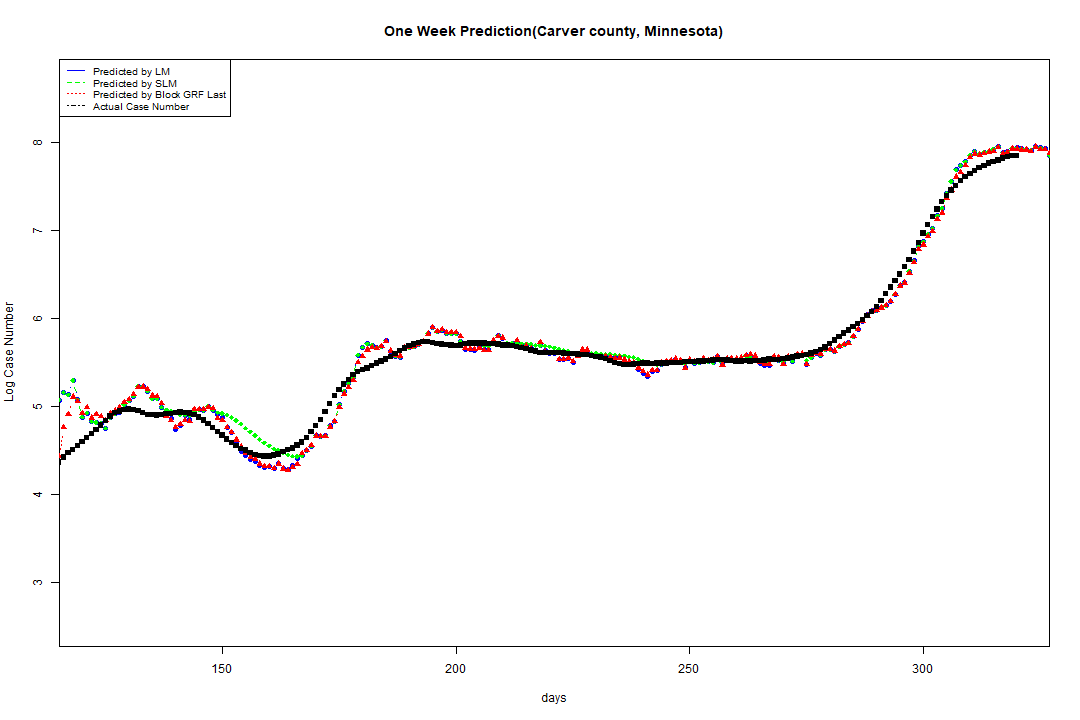 One Week Prediction(Carver county, Minnesota)
Predicted by LM
Predicted by SLM
Predicted by Block GRF Last
Actual Case Number
8
7
6
5
4
3
Log Case Number
150 200 250 300
days